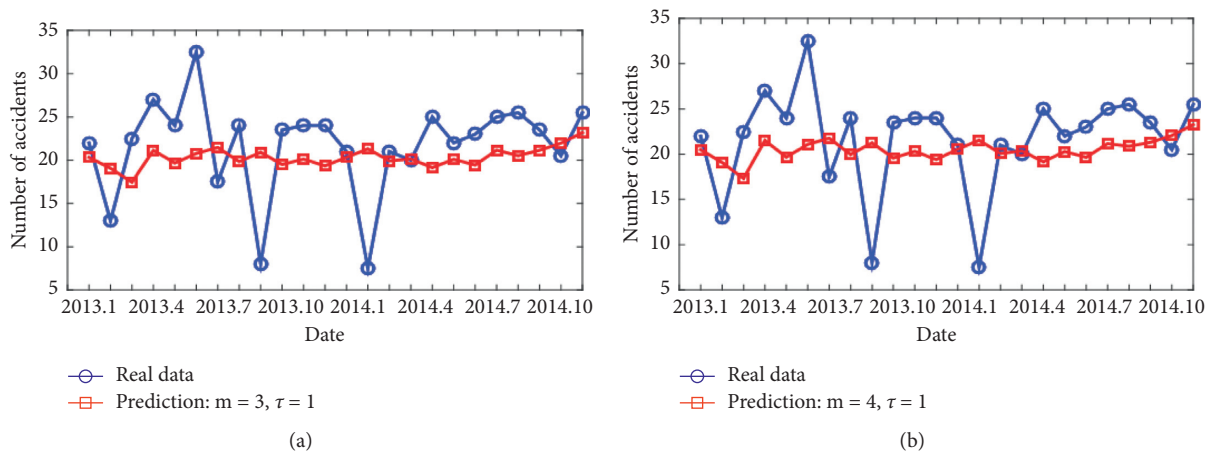 Number of accidents
35
30
25
20
15
10
5
2013.1 2013.4 2013.7 2013.10 2014.1 2014.4 2014.7 2014.10
Date
Real data
Prediction: m = 3, τ = 1
(a)
Number of accidents
35
30
25
20
15
10
5
2013.1 2013.4 2013.7 2013.10 2014.1 2014.4 2014.7 2014.10
Date
Real data
Prediction: m = 4, τ = 1
(b)